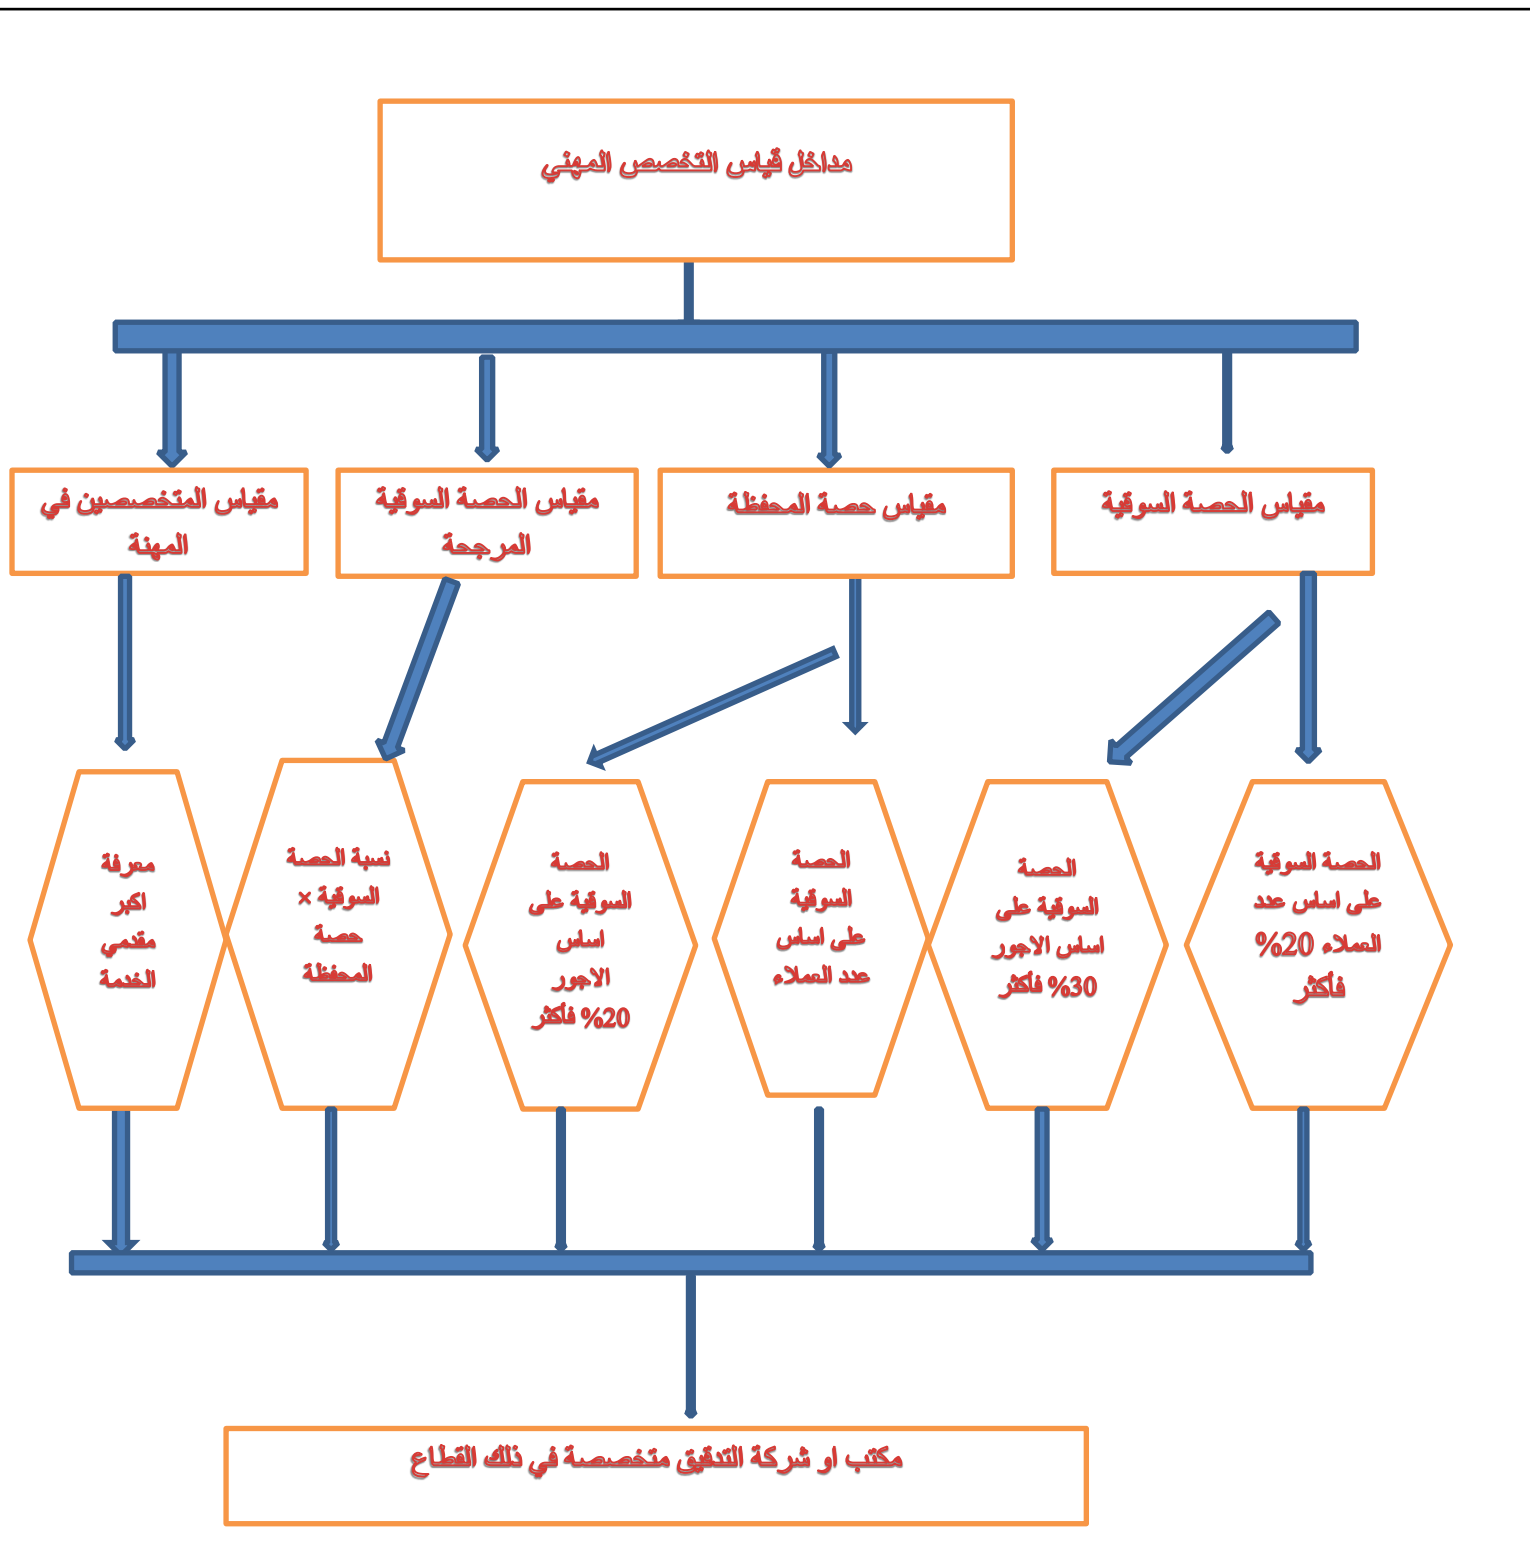 مداخل قياس التخصص المهني
مقياس الحصة السوقية
مقياس حصة المحفظة
مقياس الحصة السوقية
المرجحة
مقياس المتخصصين في
المهنة
الحصة السوقية
على اساس عدد
العملاء 20%
فأكثر
الحصة
السوقية على
اساس الاجور
30% فأكثر
الحصة
السوقية
على اساس
عدد العملاء
الحصة
السوقية على
اساس
الاجور
20% فأكثر
نسبة الحصة
السوقية ×
حصة
المحفظة
معرفة
اكبر
مقدمي
الخدمة
مكتب او شركة التدقيق متخصصة في ذلك القطاع